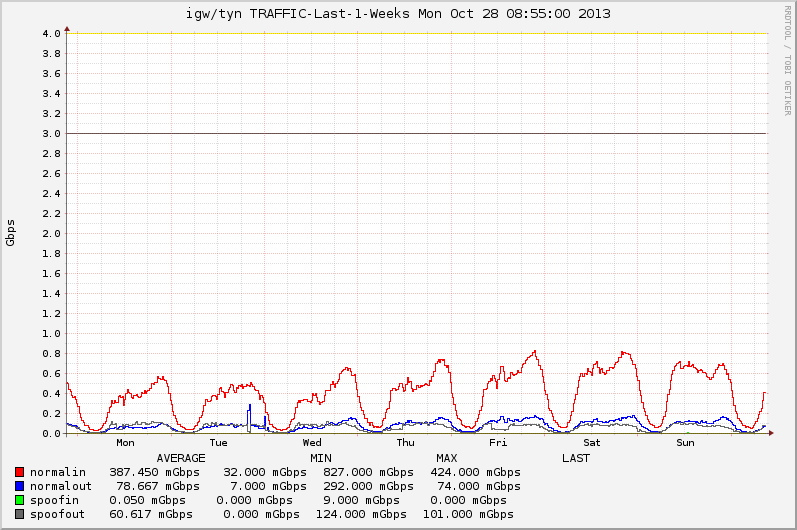 igw/tyn TRAFFIC-Last-1-Weeks Mon Oct 28 08:55:00 2013
RRDTOOL / TOBI OETIKER
Gbps
4.0
3.8
3.6
3.4
3.2
3.0
2.8
2.6
2.4
2.2
2.0
1.8
1.6
1.4
1.2
1.0
0.8
0.6
0.4
0.2
0.0
Mon Tue Wed Thu Fri Sat Sun
AVERAGE MIN MAX LAST
normalin 387.450 mGbps 32.000 mGbps 827.000 mGbps 424.000 mGbps
normalout 78.667 mGbps 7.000 mGbps 292.000 mGbps 74.000 mGbps
spoofin 0.050 mGbps 0.000 mGbps 9.000 mGbps 0.000 mGbps
spoofout 60.617 mGbps 0.000 mGbps 124.000 mGbps 101.000 mGbps